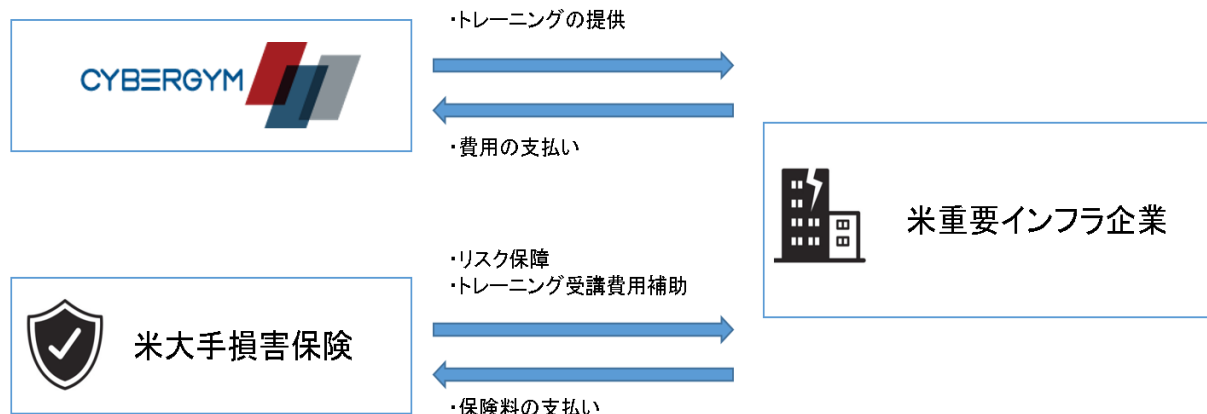 ・トレーニングの提供
CYBERGYM
・費用の支払い
米重要インフラ企業
・リスク保障
・トレーニング受講費用補助
米大手損害保険
・保険料の支払い